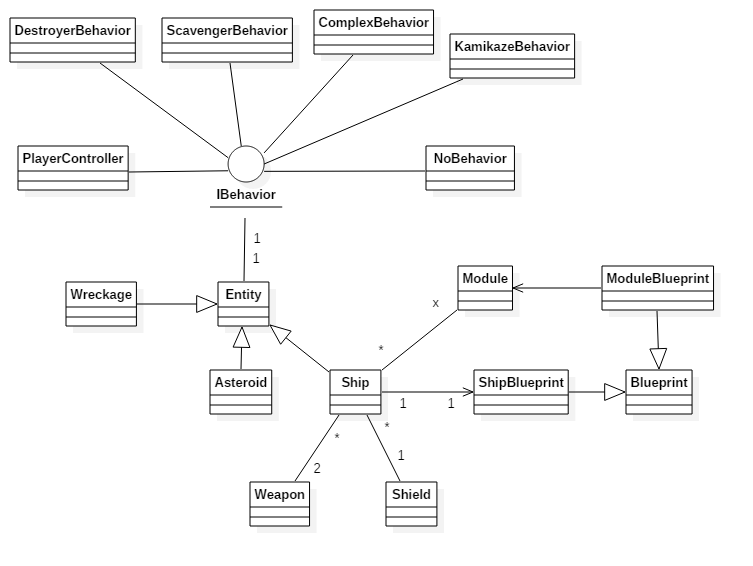 DestroyerBehavior
ScavengerBehavior
ComplexBehavior
KamikazeBehavior
PlayerController
NoBehavior
IBehavior
1
1
Wreckage
Entity
Module
ModuleBlueprint
x
*
Asteroid
Ship
ShipBlueprint
Blueprint
1
1
*
*
2
1
Weapon
Shield